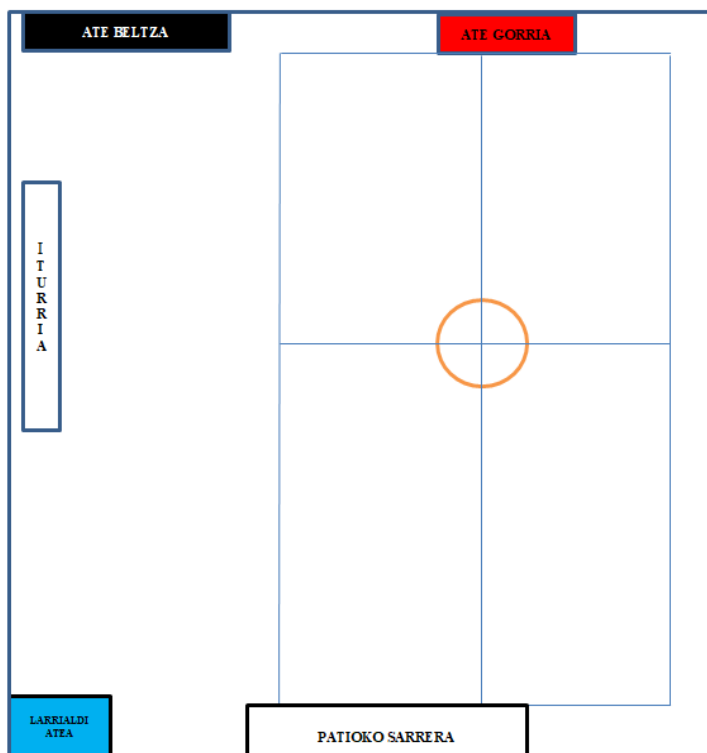 ATE BELTZA
ATE GORRIA
I
T
U
R
R
I
A
LARRIALDI
ATEA
PATIOKO SARRERA